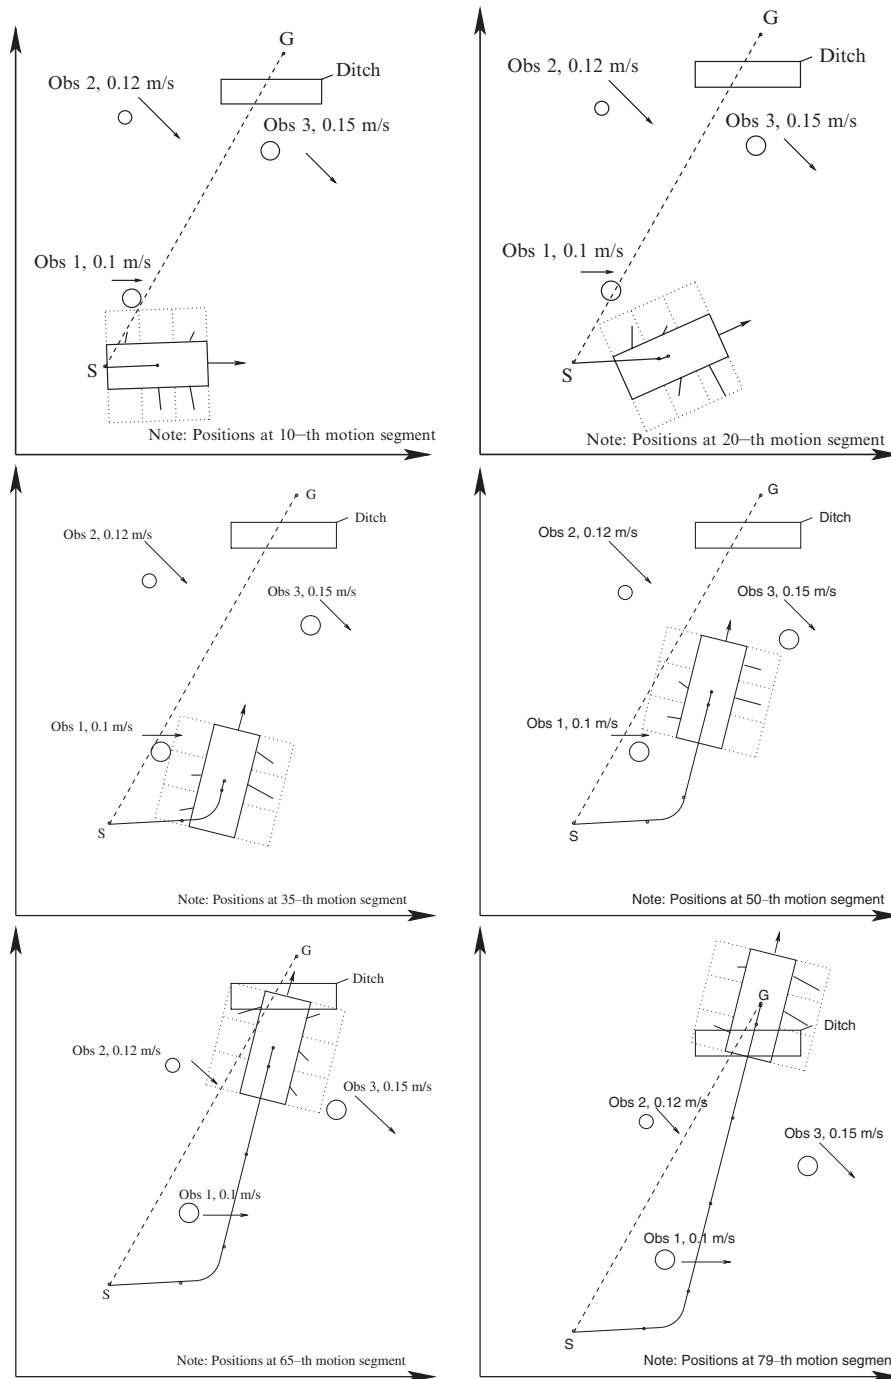 G
Ditch
Obs 2, 0.12 m/s
Obs 3, 0.15 m/s
Obs 1, 0.1 m/s
S
Note: Positions at 10–th motion segment
G
Ditch
Obs 2, 0.12 m/s
Obs 3, 0.15 m/s
Obs 1, 0.1 m/s
S
Note: Positions at 20–th motion segment
G
Ditch
Obs 2, 0.12 m/s
Obs 3, 0.15 m/s
Obs 1, 0.1 m/s
S
Note: Positions at 35–th motion segment
G
Ditch
Obs 2, 0.12 m/s
Obs 3, 0.15 m/s
Obs 1, 0.1 m/s
S
Note: Positions at 50–th motion segment
G
Ditch
Obs 2, 0.12 m/s
Obs 3, 0.15 m/s
Obs 1, 0.1 m/s
S
Note: Positions at 65–th motion segment
G
Ditch
Obs 2, 0.12 m/s
Obs 3, 0.15 m/s
Obs 1, 0.1 m/s
S
Note: Positions at 79–th motion segment